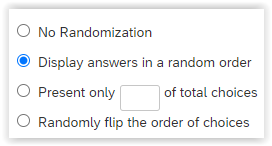 No Randomization
Display answers in a random order
Present only of total choices
Randomly flip the order of choices